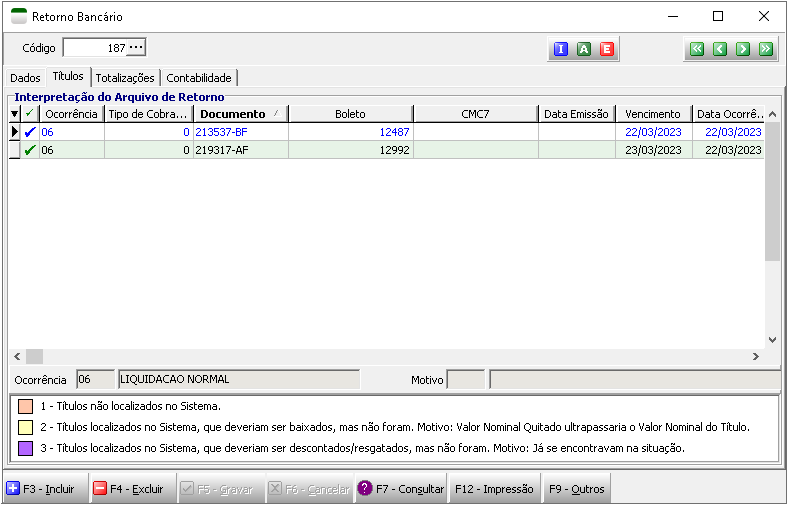 Retorno Bancário
Código 187 ... I A E
Dados Títulos Totalizações Contabilidade
Interpretação do Arquivo de Retorno
Ocorrência Tipo de Cobra... Documento Boleto CMC7 Data Emissão Vencimento Data Ocorrê...
06 0 213537-BF 12487 22/03/2023 22/03/2023
06 0 219317-AF 12992 23/03/2023 22/03/2023
Ocorrência 06 LIQUIDACAO NORMAL Motivo
1 - Títulos não localizados no Sistema.
2 - Títulos localizados no Sistema, que deveriam ser baixados, mas não foram. Motivo: Valor Nominal Quitado ultrapassaria o Valor Nominal do Título.
3 - Títulos localizados no Sistema, que deveriam ser descontados/resgatados, mas não foram. Motivo: Já se encontravam na situação.
F3 - Incluir F4 - Excluir F5 - Gravar F6 - Cancelar F7 - Consultar F12 - Impressão F9 - Outros